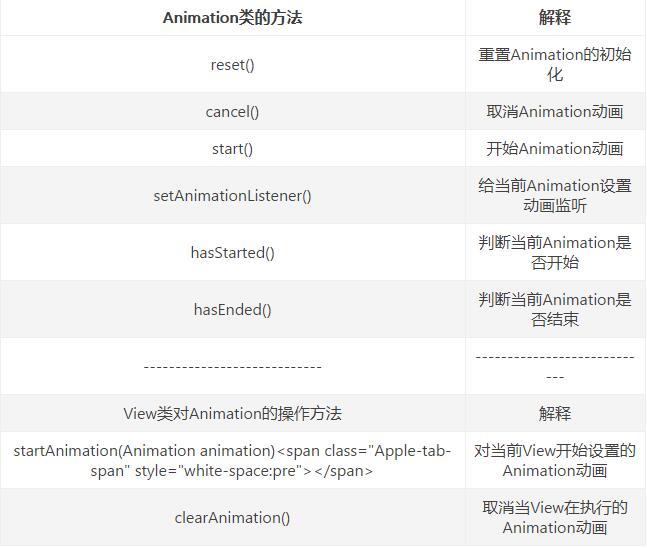 Animation类的方法 解释
reset() 重置Animation的初始
化
cancel() 取消Animation动画
start() 开始Animation动画
setAnimationListener() 给当前Animation设置
动画监听
hasStarted() 判断当前Animation是
否开始
hasEnded() 判断当前Animation是
否结束
---------------------------- -------------------------
---
View类对Animation的操作方法 解释
startAnimation(Animation animation)<span class="Apple-tab-
span" style="white-space:pre"></span> 对当前View开始设置的
Animation动画
clearAnimation() 取消当View在执行的
Animation动画